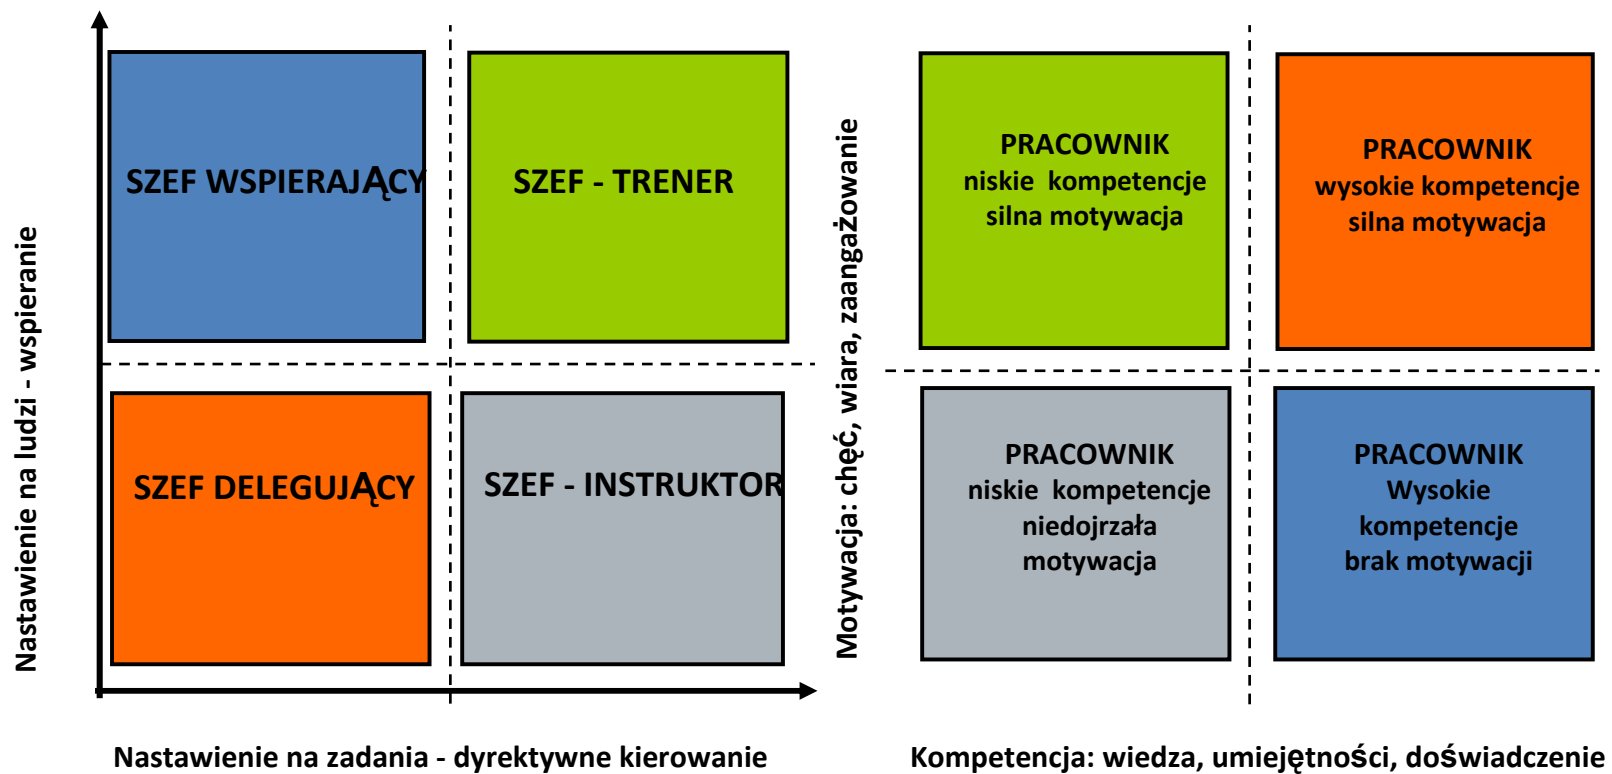 Nastawienie na ludzi - wspieranie
SZEF WSPIERAJĄCY
SZEF - TRENER
SZEF DELEGUJĄCY
SZEF - INSTRUKTOR
Nastawienie na zadania - dyrektywne kierowanie
Motywacja: chęć, wiara, zaangażowanie
PRACOWNIK
niskie kompetencje
silna motywacja
PRACOWNIK
wysokie kompetencje
silna motywacja
PRACOWNIK
niskie kompetencje
niedojrzała
motywacja
PRACOWNIK
Wysokie
kompetencje
brak motywacji
Kompetencja: wiedza, umiejętności, doświadczenie